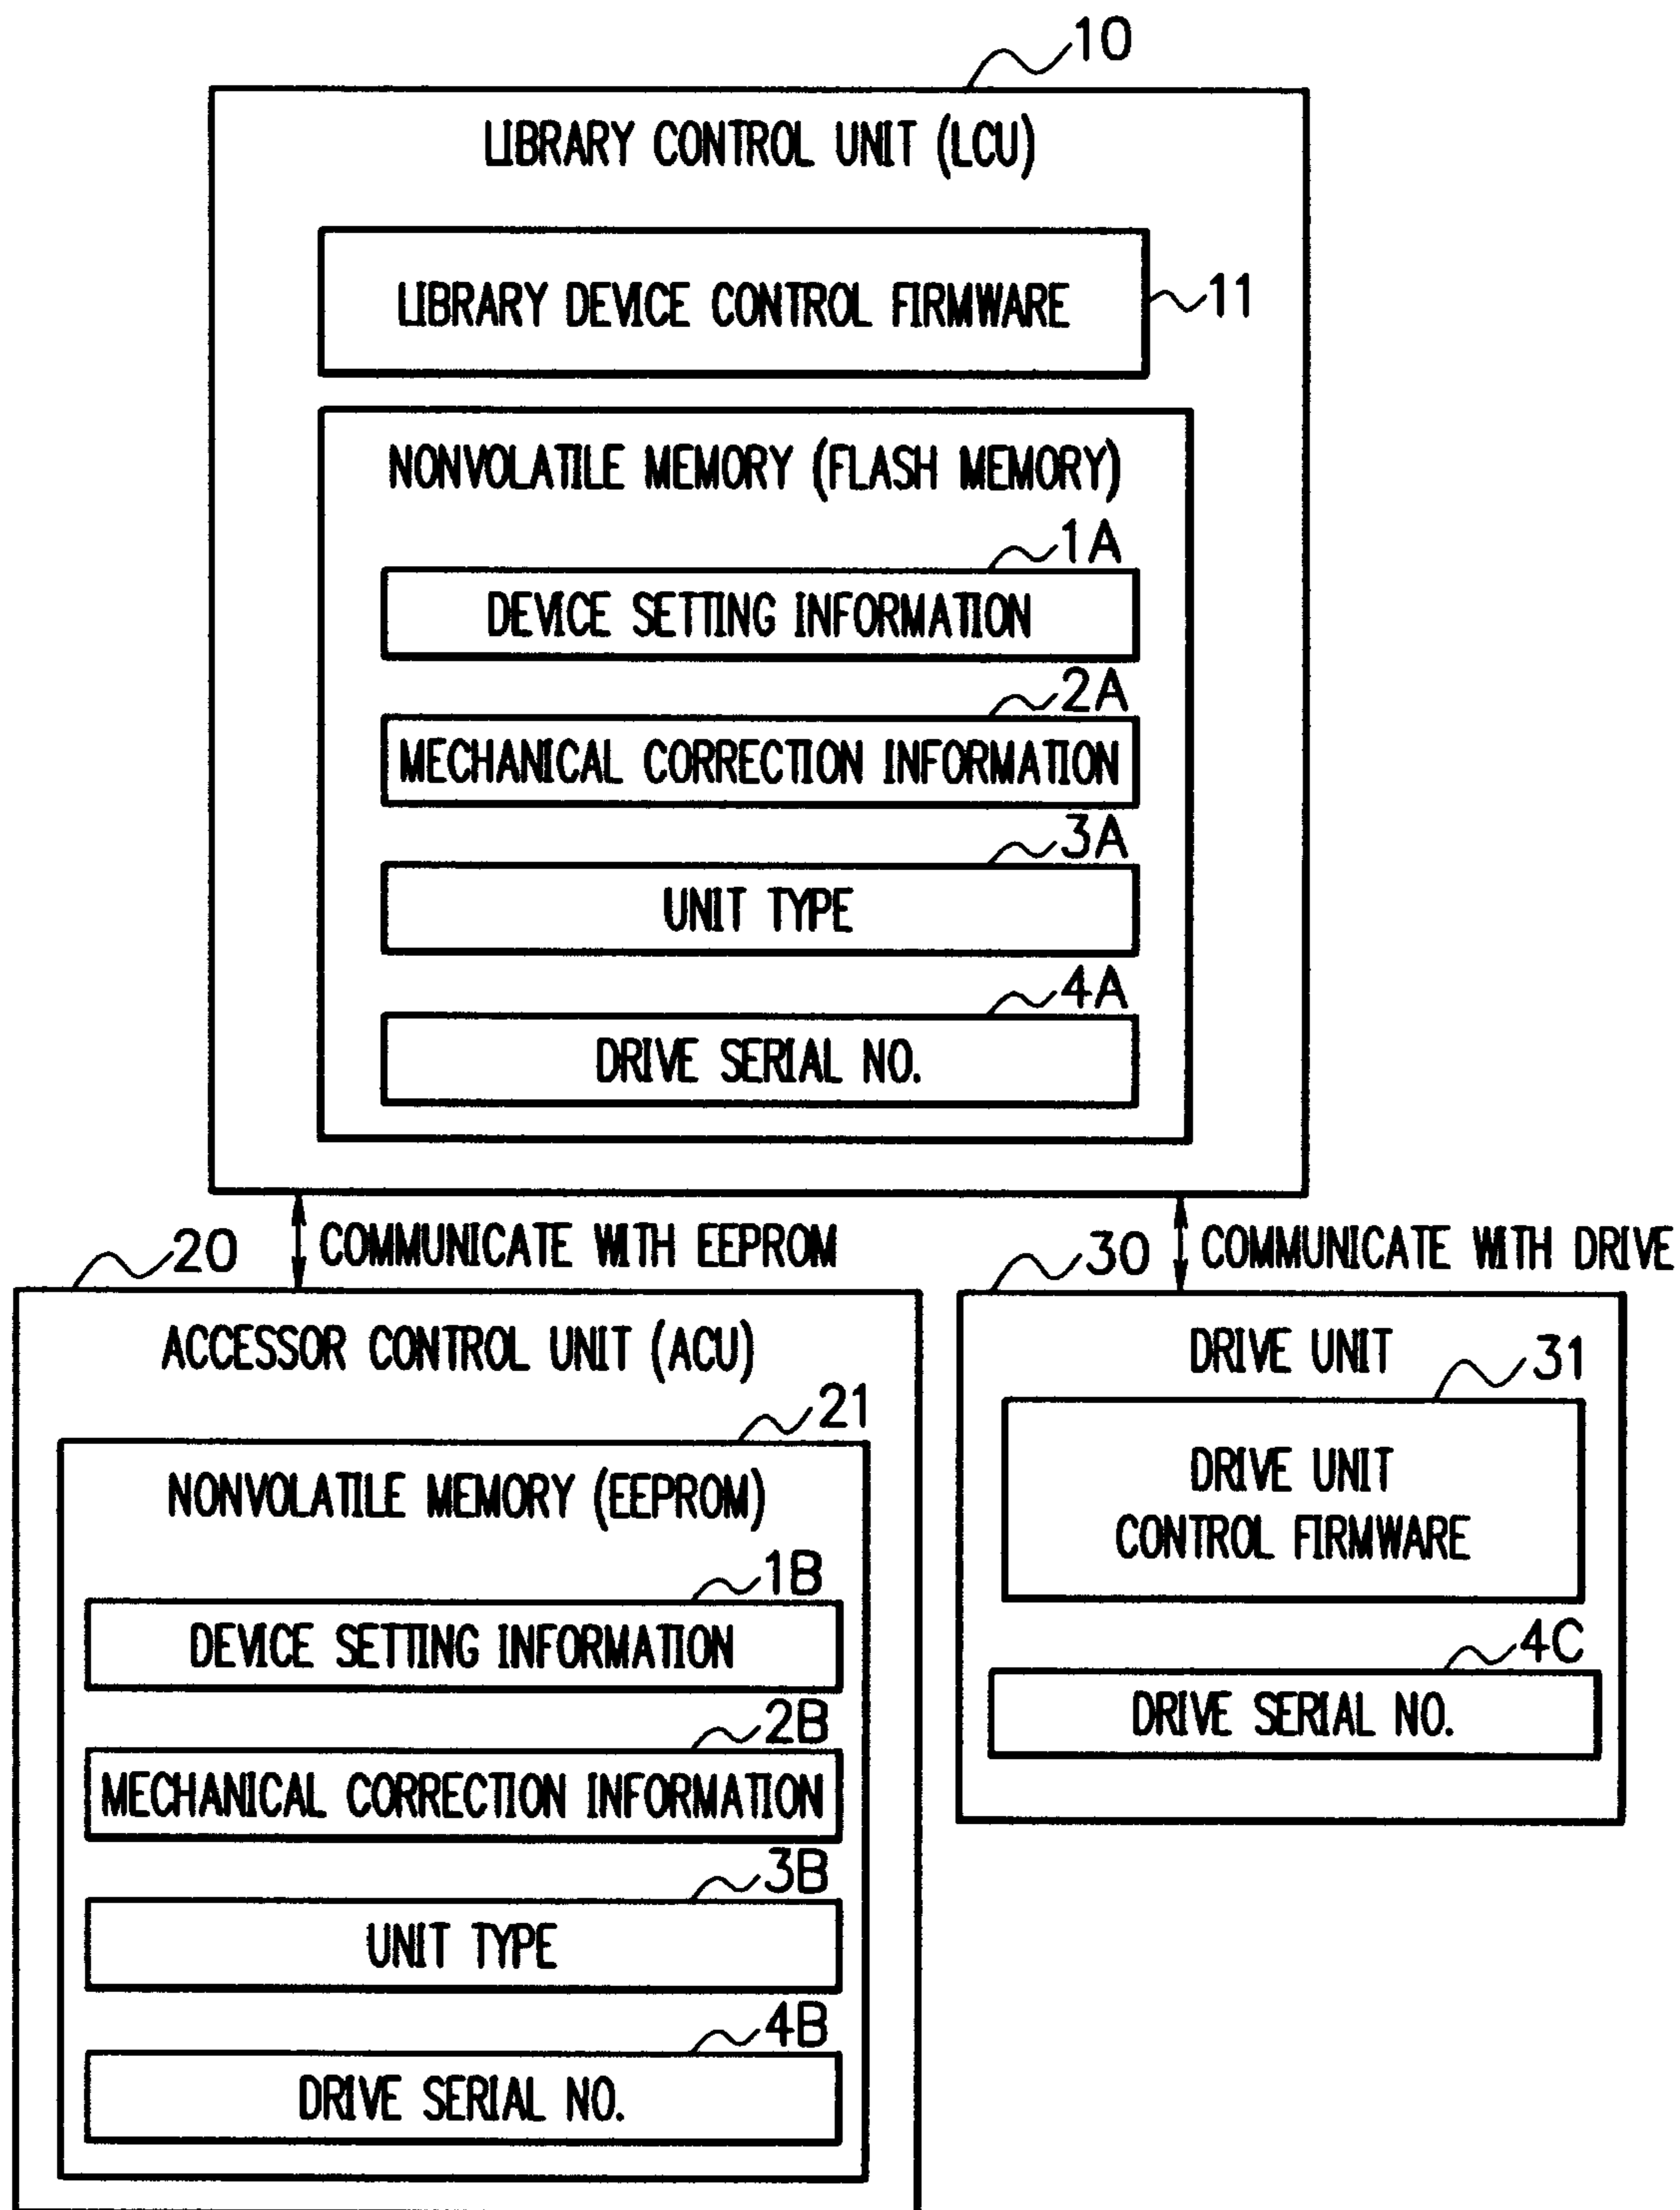 10
LIBRARY CONTROL UNIT (LCU)
LIBRARY DEVICE CONTROL FIRMWARE
11
NONVOLATILE MEMORY (FLASH MEMORY)
1A
DEVICE SETTING INFORMATION
2A
MECHANICAL CORRECTION INFORMATION
3A
UNIT TYPE
4A
DRIVE SERIAL NO.
COMMUNICATE WITH EEPROM
COMMUNICATE WITH DRIVE
20
ACCESSOR CONTROL UNIT (ACU)
21
NONVOLATILE MEMORY (EEPROM)
1B
DEVICE SETTING INFORMATION
2B
MECHANICAL CORRECTION INFORMATION
3B
UNIT TYPE
4B
DRIVE SERIAL NO.
30
DRIVE UNIT
31
DRIVE UNIT
CONTROL FIRMWARE
4C
DRIVE SERIAL NO.